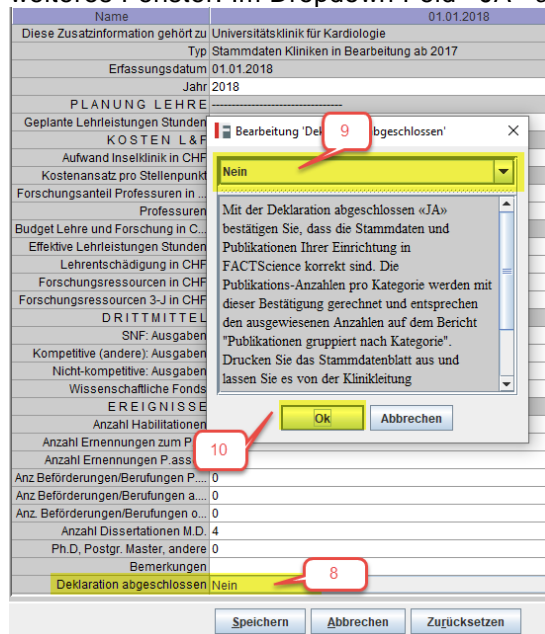 Name 01.01.2018
Diese Zusatzinformation gehört zu Universitätsklinik für Kardiologie
Typ Stammdaten Kliniken in Bearbeitung ab 2017
Erfassungsdatum 01.01.2018
Jahr 2018
PLANUNG LEHRE --------------------------------
Geplante Lehrleistungen Stunden
KOSTEN L&F
Aufwand Inselklinik in CHF
Kostenansatz pro Stellenpunkt
Forschungsanteil Professuren in ...
Professuren
Budget Lehre und Forschung in C...
Effektive Lehrleistungen Stunden
Lehrentschädigung in CHF
Forschungsressourcen in CHF
Forschungsressourcen 3-J in CHF
DRITTMITTEL
SNF: Ausgaben
Kompetitive (andere): Ausgaben
Nicht-kompetitive: Ausgaben
Wissenschaftliche Fonds
EREIGNISSE
Anzahl Habilitationen
Anzahl Ernennungen zum P
Anzahl Ernennungen P.ass
Anz Beförderungen/Berufungen P.... 0
Anz Beförderungen/Berufungen a.... 0
Anz. Beförderungen/Berufungen o... 0
Anzahl Dissertationen M.D. 4
Ph.D, Postgr. Master, andere 0
Bemerkungen
Deklaration abgeschlossen Nein
8
Bearbeitung 'Dek 9 bgeschlossen'
Nein
Mit der Deklaration abgeschlossen «JA»
bestätigen Sie, dass die Stammdaten und
Publikationen Ihrer Einrichtung in
FACTScience korrekt sind. Die
Publikations-Anzahlen pro Kategorie werden mit
dieser Bestätigung gerechnet und entsprechen
den ausgewiesenen Anzahlen auf dem Bericht
"Publikationen gruppiert nach Kategorie".
Drucken Sie das Stammdatenblatt aus und
lassen Sie es von der Klinikleitung
Ok Abbrechen
10
Speichern Abbrechen Zurücksetzen